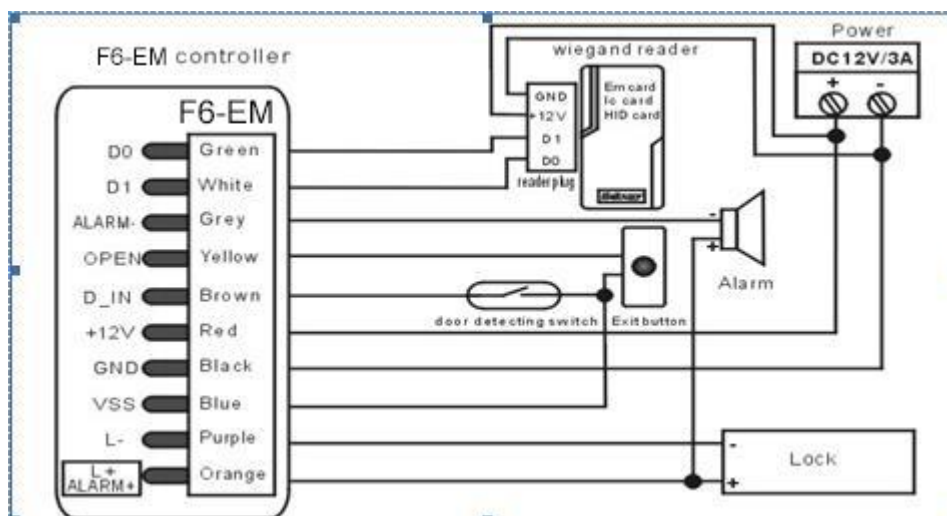 F6-EM controller
F6-EM
D0 Green
D1 White
ALARM- Grey
OPEN Yellow
D_IN Brown
+12V Red
GND Black
VSS Blue
L- Purple
L+
ALARM+
Orange
wiegand reader
GND
+12V
D1
D0
reader plug
Em card
Ic card
HID card
Power
DC12V/3A
+ -
-
+
Alarm
door detecting switch
Exit button
-
+
Lock